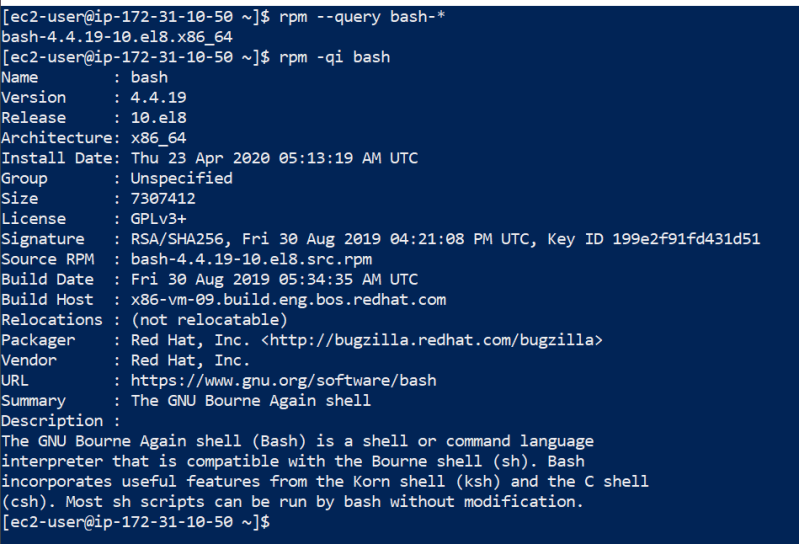 [ec2-user@ip-172-31-10-50 ~]$ rpm --query bash-*
bash-4.4.19-10.el8.x86_64
[ec2-user@ip-172-31-10-50 ~]$ rpm -qi bash
Name        : bash
Version     : 4.4.19
Release     : 10.el8
Architecture: x86_64
Install Date: Thu 23 Apr 2020 05:13:19 AM UTC
Group       : Unspecified
Size        : 7307412
License     : GPLv3+
Signature   : RSA/SHA256, Fri 30 Aug 2019 04:21:08 PM UTC, Key ID 199e2f91fd431d51
Source RPM  : bash-4.4.19-10.el8.src.rpm
Build Date  : Fri 30 Aug 2019 05:34:35 AM UTC
Build Host  : x86-vm-09.build.eng.bos.redhat.com
Relocations : (not relocatable)
Packager    : Red Hat, Inc. <http://bugzilla.redhat.com/bugzilla>
Vendor      : Red Hat, Inc.
URL         : https://www.gnu.org/software/bash
Summary     : The GNU Bourne Again shell
Description :
The GNU Bourne Again shell (Bash) is a shell or command language
interpreter that is compatible with the Bourne shell (sh). Bash
incorporates useful features from the Korn shell (ksh) and the C shell
(csh). Most sh scripts can be run by bash without modification.
[ec2-user@ip-172-31-10-50 ~]$